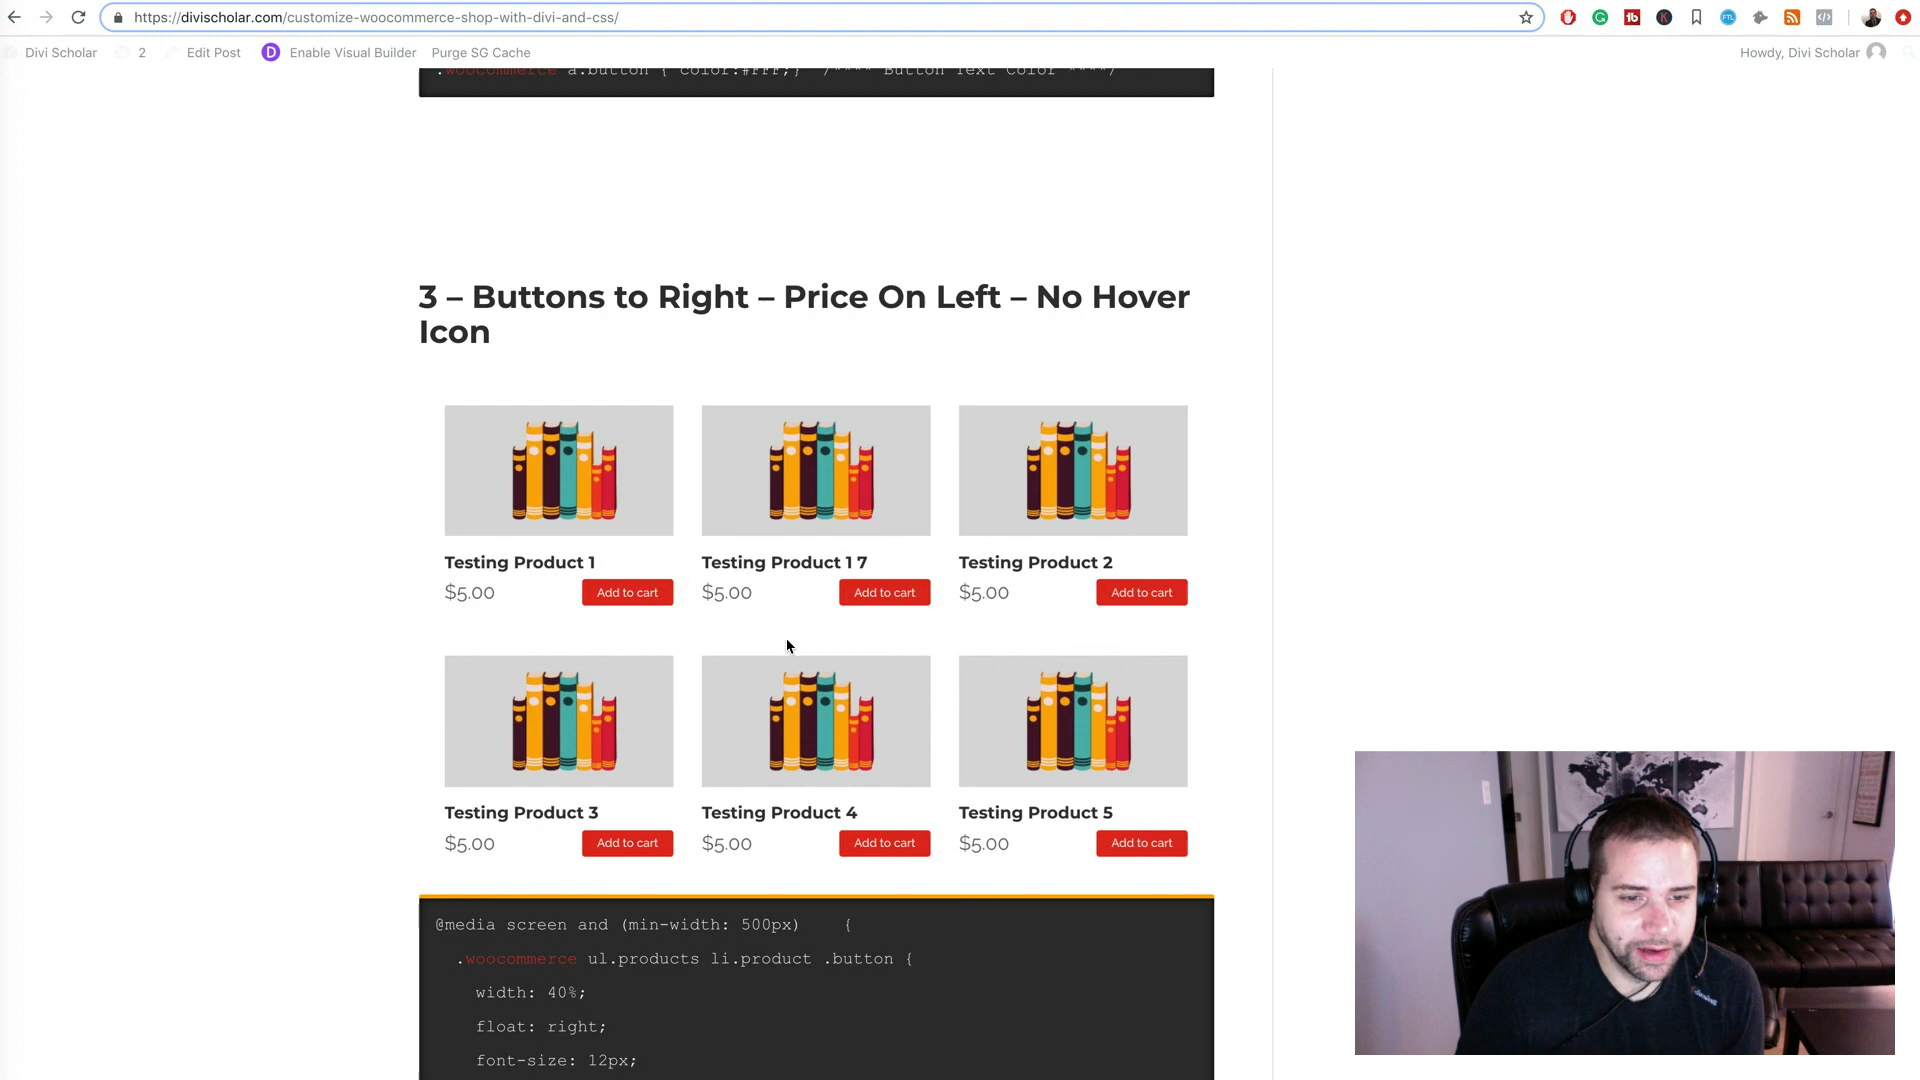 https://divischolar.com/customize-woocommerce-shop-with-divi-and-css/
Divi Scholar 2 Edit Post D Enable Visual Builder Purge SG Cache Howdy, Divi Scholar
.woocommerce a.button { color:#FFF;} /**** Button Text Color ****/
3 – Buttons to Right – Price On Left – No Hover
Icon
Testing Product 1 Testing Product 1 7 Testing Product 2
$5.00 Add to cart $5.00 Add to cart $5.00 Add to cart
Testing Product 3 Testing Product 4 Testing Product 5
$5.00 Add to cart $5.00 Add to cart $5.00 Add to cart
@media screen and (min-width: 500px) {
.woocommerce ul.products li.product .button {
width: 40%;
float: right;
font-size: 12px;